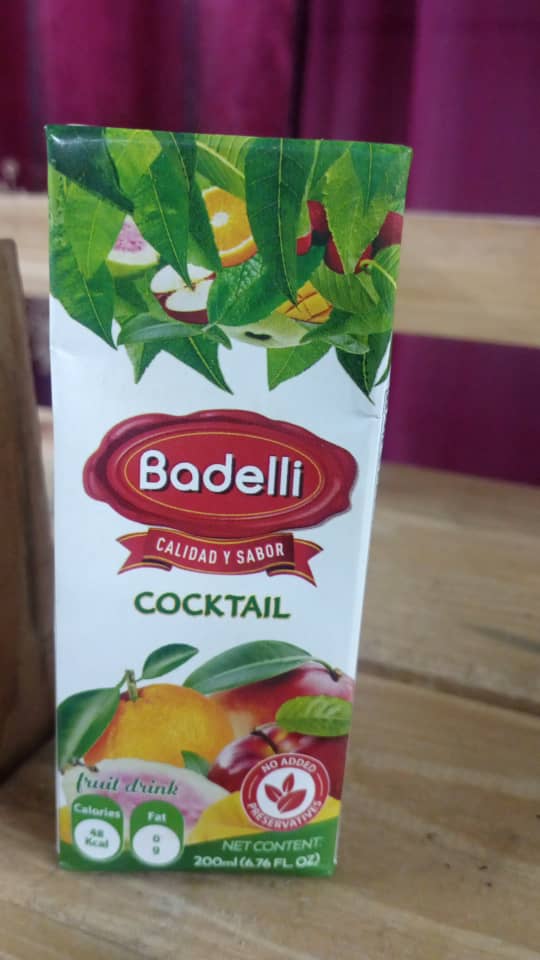 Badelli
CALIDAD Y SABOR
COCKTAIL
fruit drink
NO ADDED
PRESERVATIVES
Calories
48
Kcal
Fat
0
g
NET CONTENT:
200ml (6.76 FL. OZ)